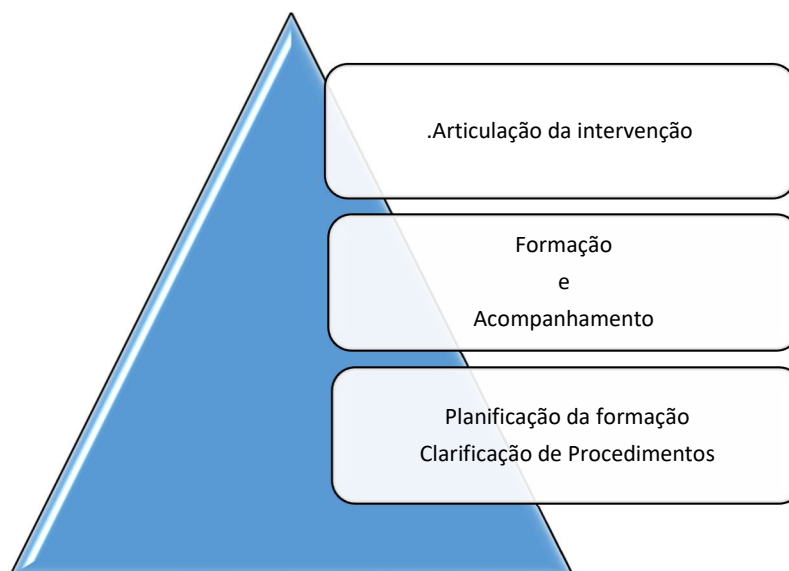 .Articulação da intervenção
Formação
e
Acompanhamento
Planificação da formação
Clarificação de Procedimentos